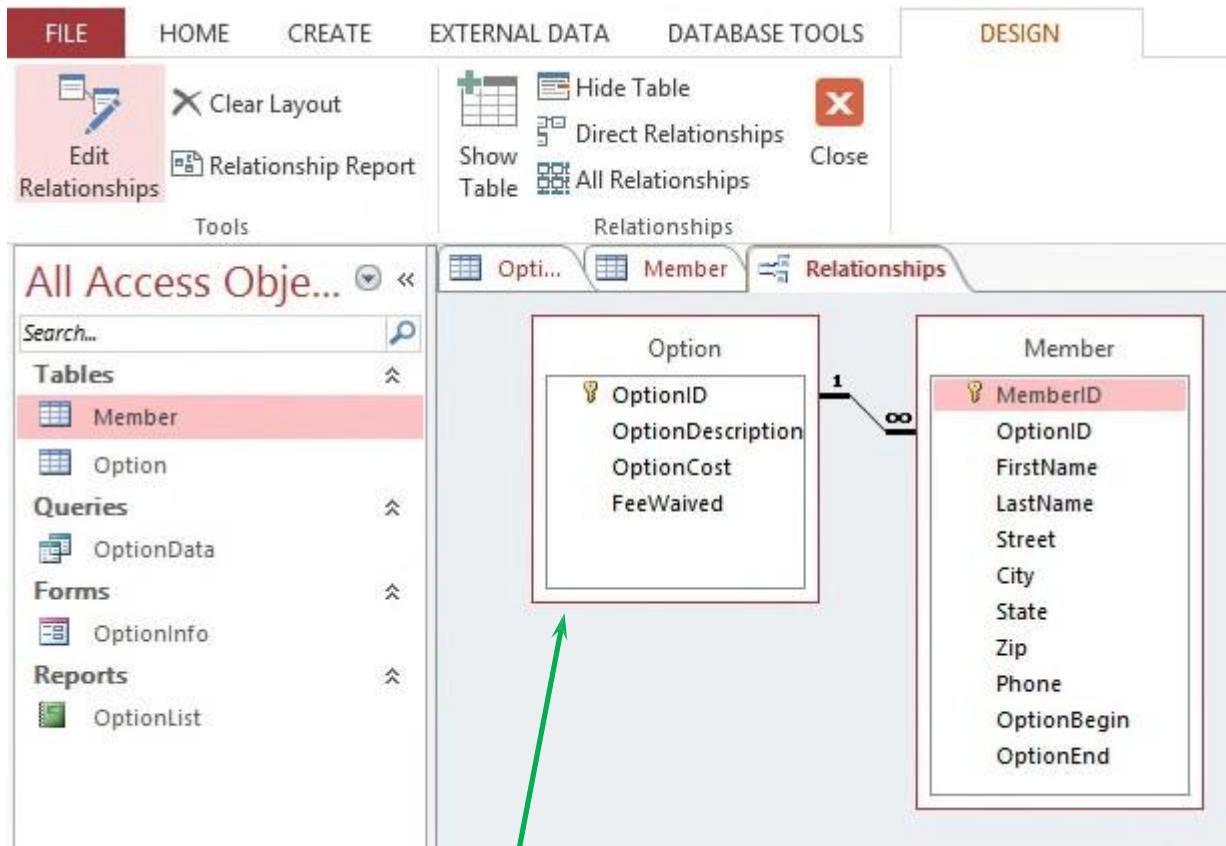 FILE HOME CREATE EXTERNAL DATA DATABASE TOOLS DESIGN
Edit Relationships
Clear Layout
Relationship Report
Tools
Show Table
Hide Table
Direct Relationships
All Relationships
Close
Relationships
All Access Obje...
Search...
Tables
Member
Option
Queries
OptionData
Forms
OptionInfo
Reports
OptionList
Opti... Member Relationships
Option
OptionID
OptionDescription
OptionCost
FeeWaived
1
∞
Member
MemberID
OptionID
FirstName
LastName
Street
City
State
Zip
Phone
OptionBegin
OptionEnd